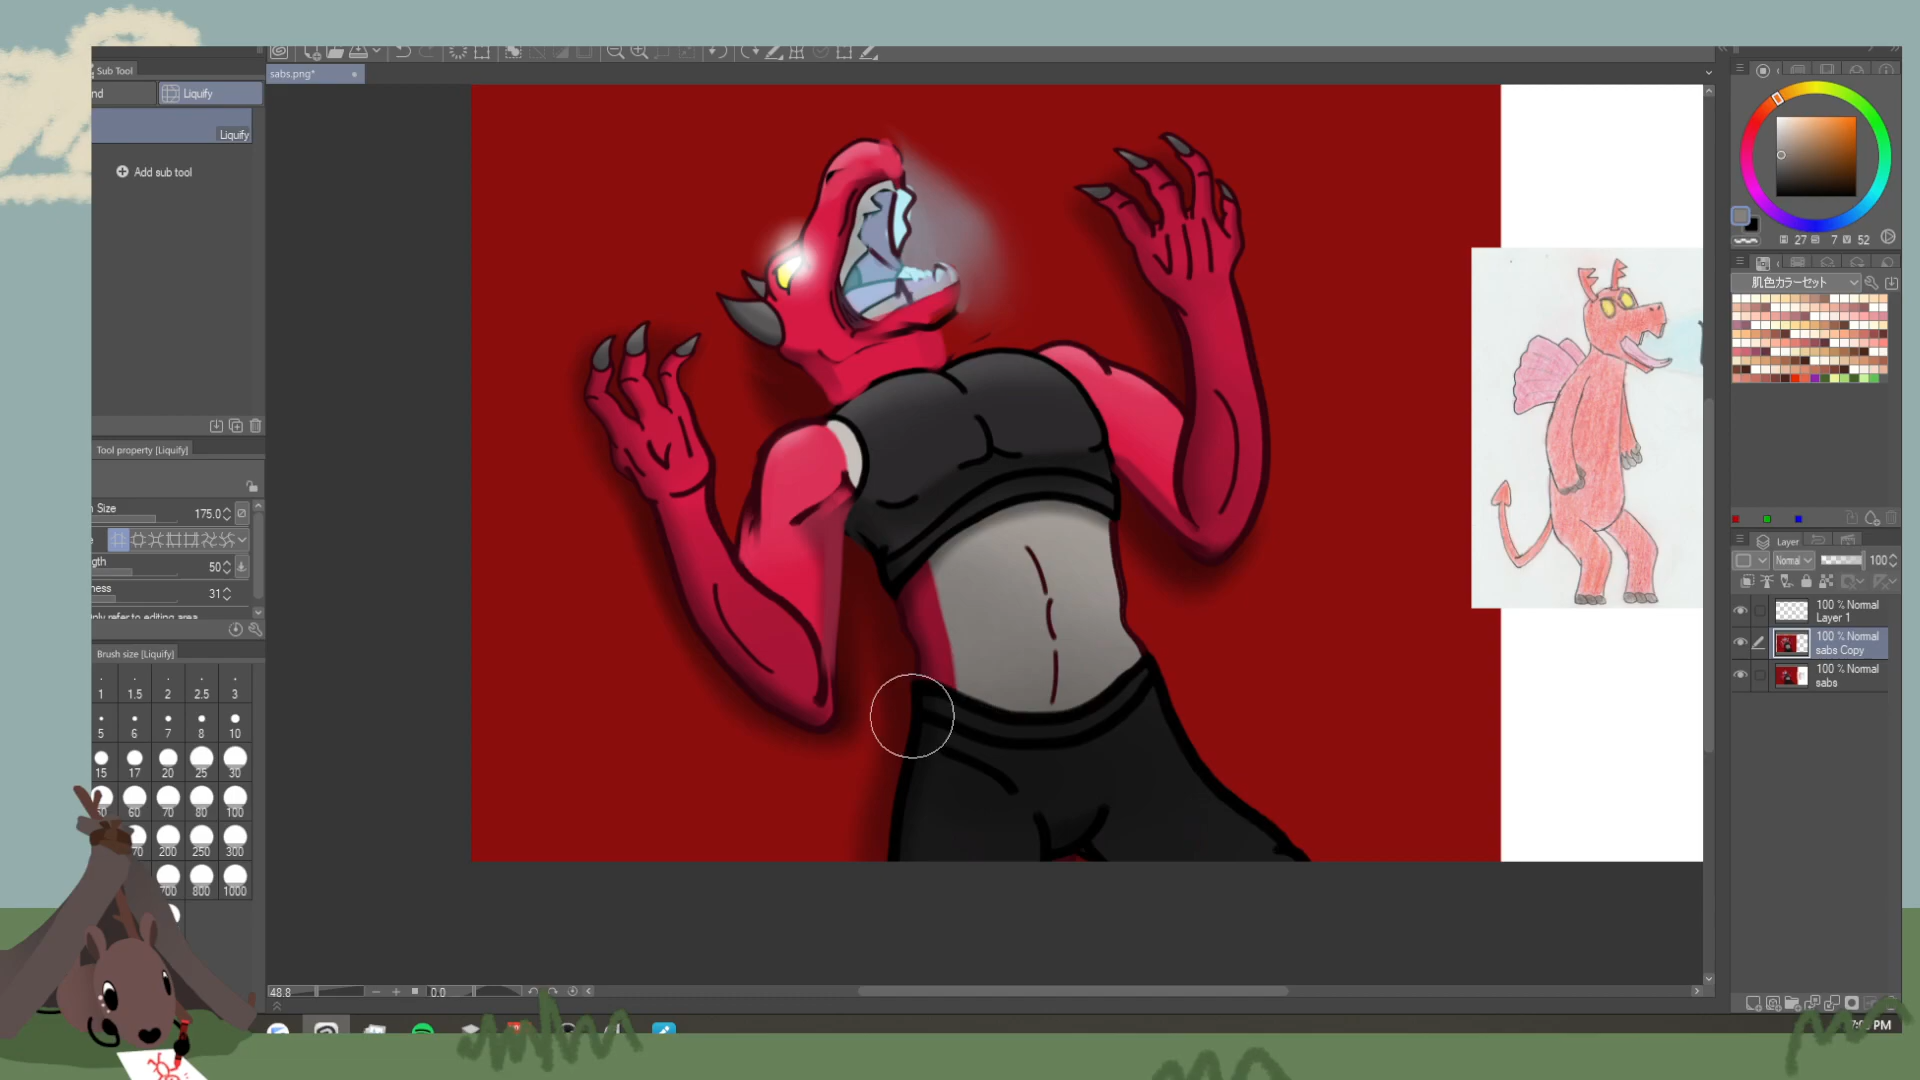 Sub Tool
nd
Liquify
Liquify
Add sub tool
Tool property [Liquify]
Size
175.0
50
31
Brush size [Liquify]
1
1.5
2
2.5
3
5
6
7
8
10
15
17
20
25
30
60
70
80
100
200
250
300
700
800
1000
sabs.png*
48.8
0.0
27
7
52
肌色カラーセット
Layer
Normal
100
100 % Normal
Layer 1
100 % Normal
sabs Copy
100 % Normal
sabs
PM